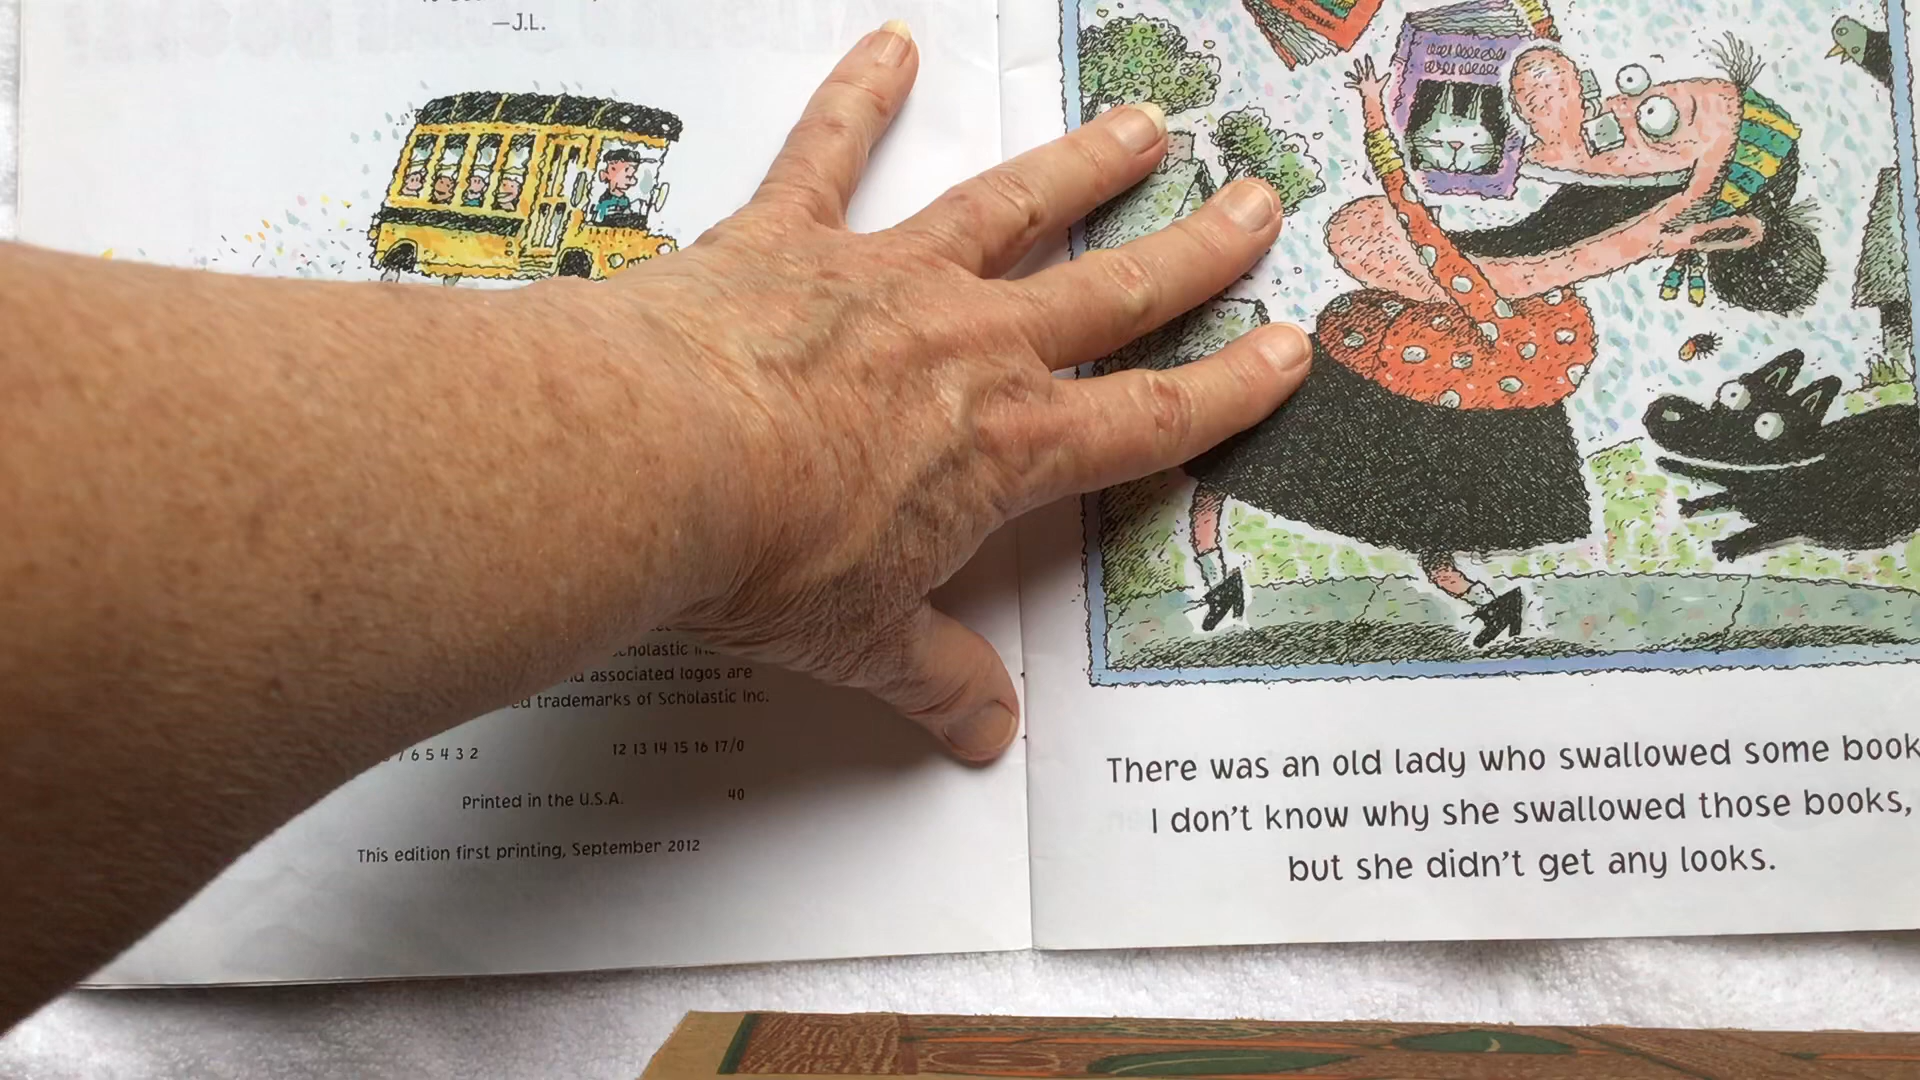 —J.L.
associated logos are
trademarks of Scholastic Inc.
6 5 4 3 2 12 13 14 15 16 17/0
Printed in the U.S.A. 40
This edition first printing, September 2012
There was an old lady who swallowed some book
I don't know why she swallowed those books,
but she didn't get any looks.